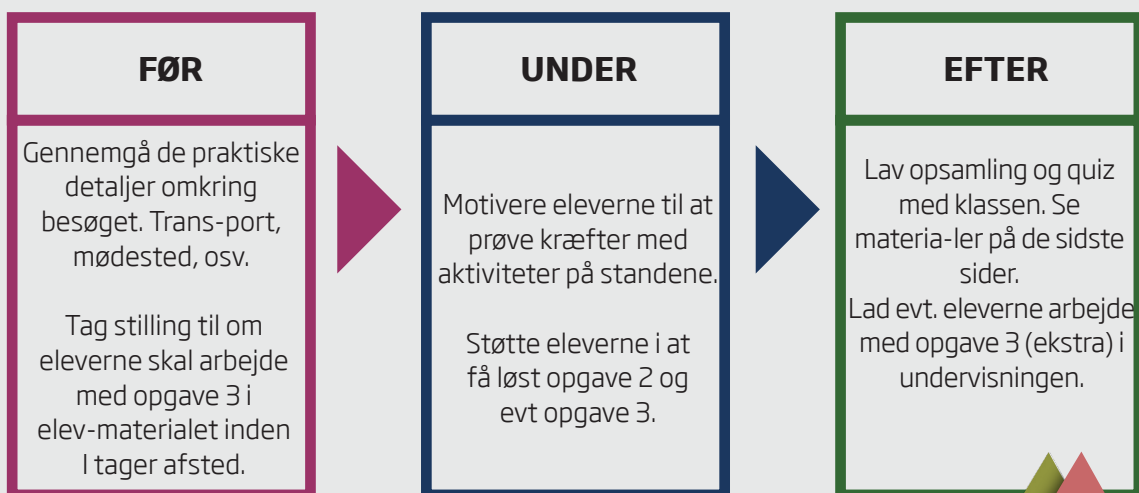 FØR
Gennemgå de praktiske
detaljer omkring
besøget. Trans-port,
mødested, osv.
Tag stilling til om
eleverne skal arbejde
med opgave 3 i
elev-materialet inden
I tager afsted.
UNDER
Motivere eleverne til at
prøve kræfter med
aktiviteter på standene.
Støtte eleverne i at
få løst opgave 2 og
evt opgave 3.
EFTER
Lav opsamling og quiz
med klassen. Se
materia-ler på de sidste
sider.
Lad evt. eleverne arbejde
med opgave 3 (ekstra) i
undervisningen.